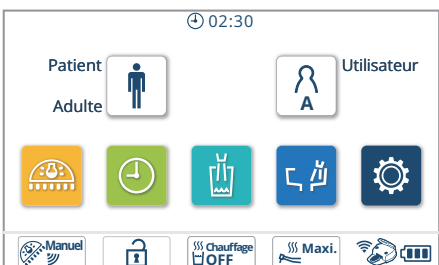 02:30
Patient
Adulte
Utilisateur
A
Manuel
Chauffage
OFF
Maxi.